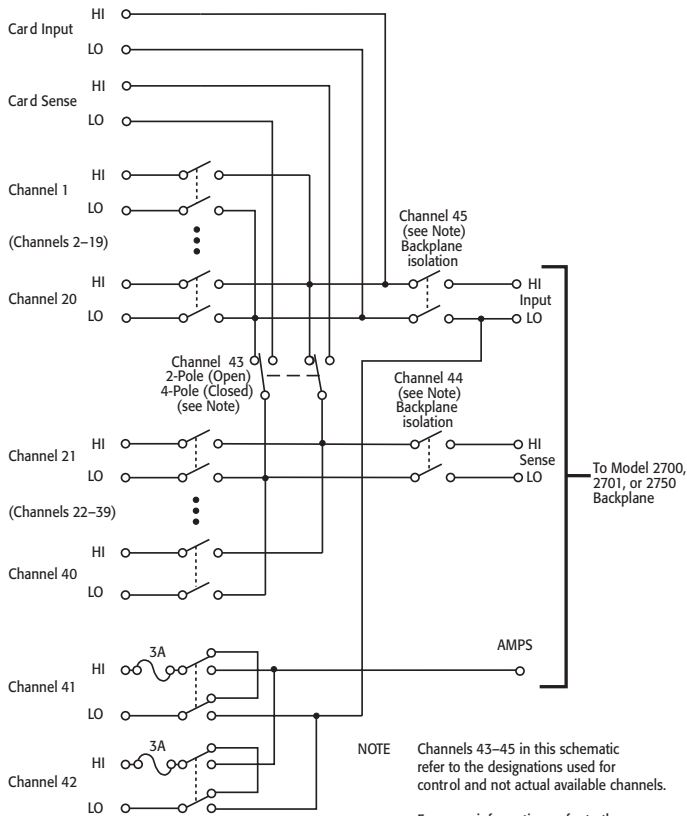 HI
Card Input
LO
HI
Card Sense
LO
HI
Channel 1
LO
(Channels 2–19)
HI
Channel 20
LO
Channel 45
(see Note)
Backplane
isolation
HI
Input
LO
Channel 43
2-Pole (Open)
4-Pole (Closed)
(see Note)
Channel 44
(see Note)
Backplane
isolation
HI
Channel 21
LO
(Channels 22–39)
HI
Sense
LO
To Model 2700,
2701, or 2750
Backplane
HI
Channel 40
LO
AMPS
3A
HI
Channel 41
LO
3A
HI
Channel 42
LO
NOTE Channels 43–45 in this schematic
refer to the designations used for
control and not actual available channels.